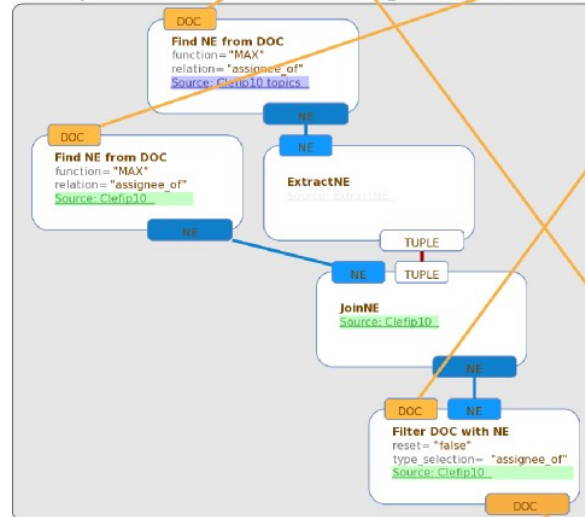 DOC
Find NE from DOC
function="MAX"
relation="assignee_of"
Source: Clefip10 topics
NE
DOC
Find NE from DOC
function="MAX"
relation="assignee_of"
Source: Clefip10
NE
NE
ExtractNE
Source: ExtractNE
TUPLE
NE
TUPLE
JoinNE
Source: Clefip10
NE
DOC
NE
Filter DOC with NE
reset= "false"
type_selection= "assignee_of"
Source: Clefip10
DOC